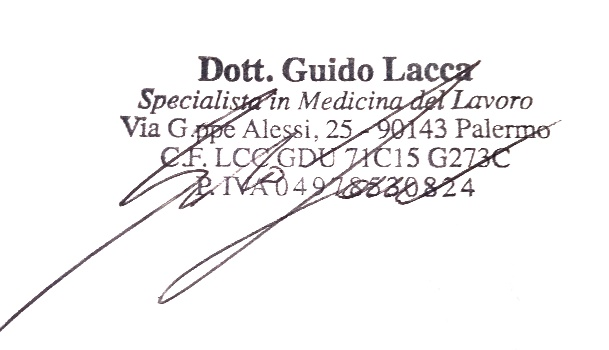 Dott. Guido Lacca
Specialista in Medicina del Lavoro
Via G.ppe Alessi, 25 - 90143 Palermo
C.F. LCC GDU 71C15 G273C
P. IVA